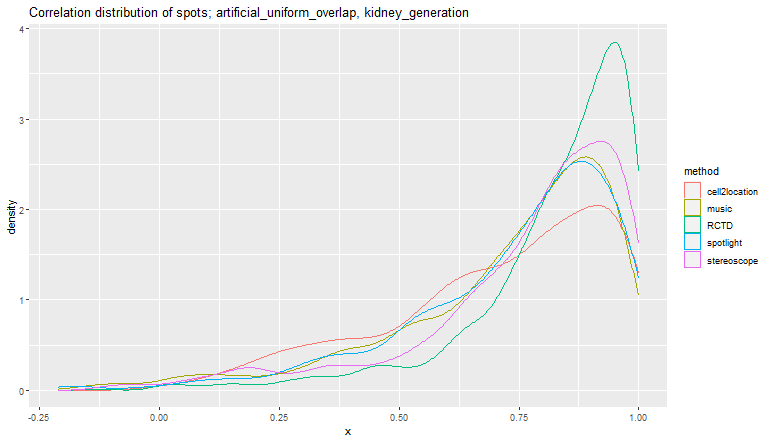 Correlation distribution of spots; artificial_uniform_overlap, kidney_generation
4
3
2
1
0
density
-0.25
0.00
0.25
0.50
0.75
1.00
x
method
cell2location
music
RCTD
spotlight
stereoscope